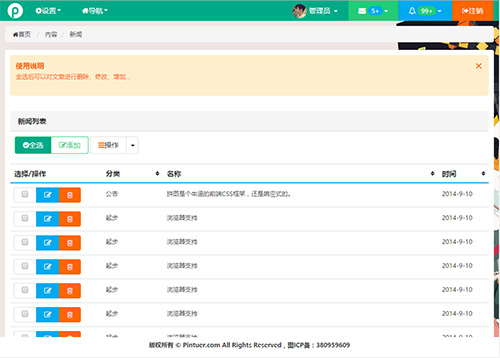 p 设置 导航 管理员 5+ 99+ 注销
首页 / 内容 / 新闻
使用说明 ×
全选后可以对文章进行删除、修改、增加...
新闻列表
全选 添加 操作
选择/操作 分类 名称 时间
公告 拼图是个牛逼的前端CSS框架，还是响应式的。 2014-9-10
起步 浏览器支持 2014-9-10
起步 浏览器支持 2014-9-10
起步 浏览器支持 2014-9-10
起步 浏览器支持 2014-9-10
起步 浏览器支持 2014-9-10
起步 浏览器支持 2014-9-10
版权所有 © Pintuer.com All Rights Reserved，图ICP备：380959609